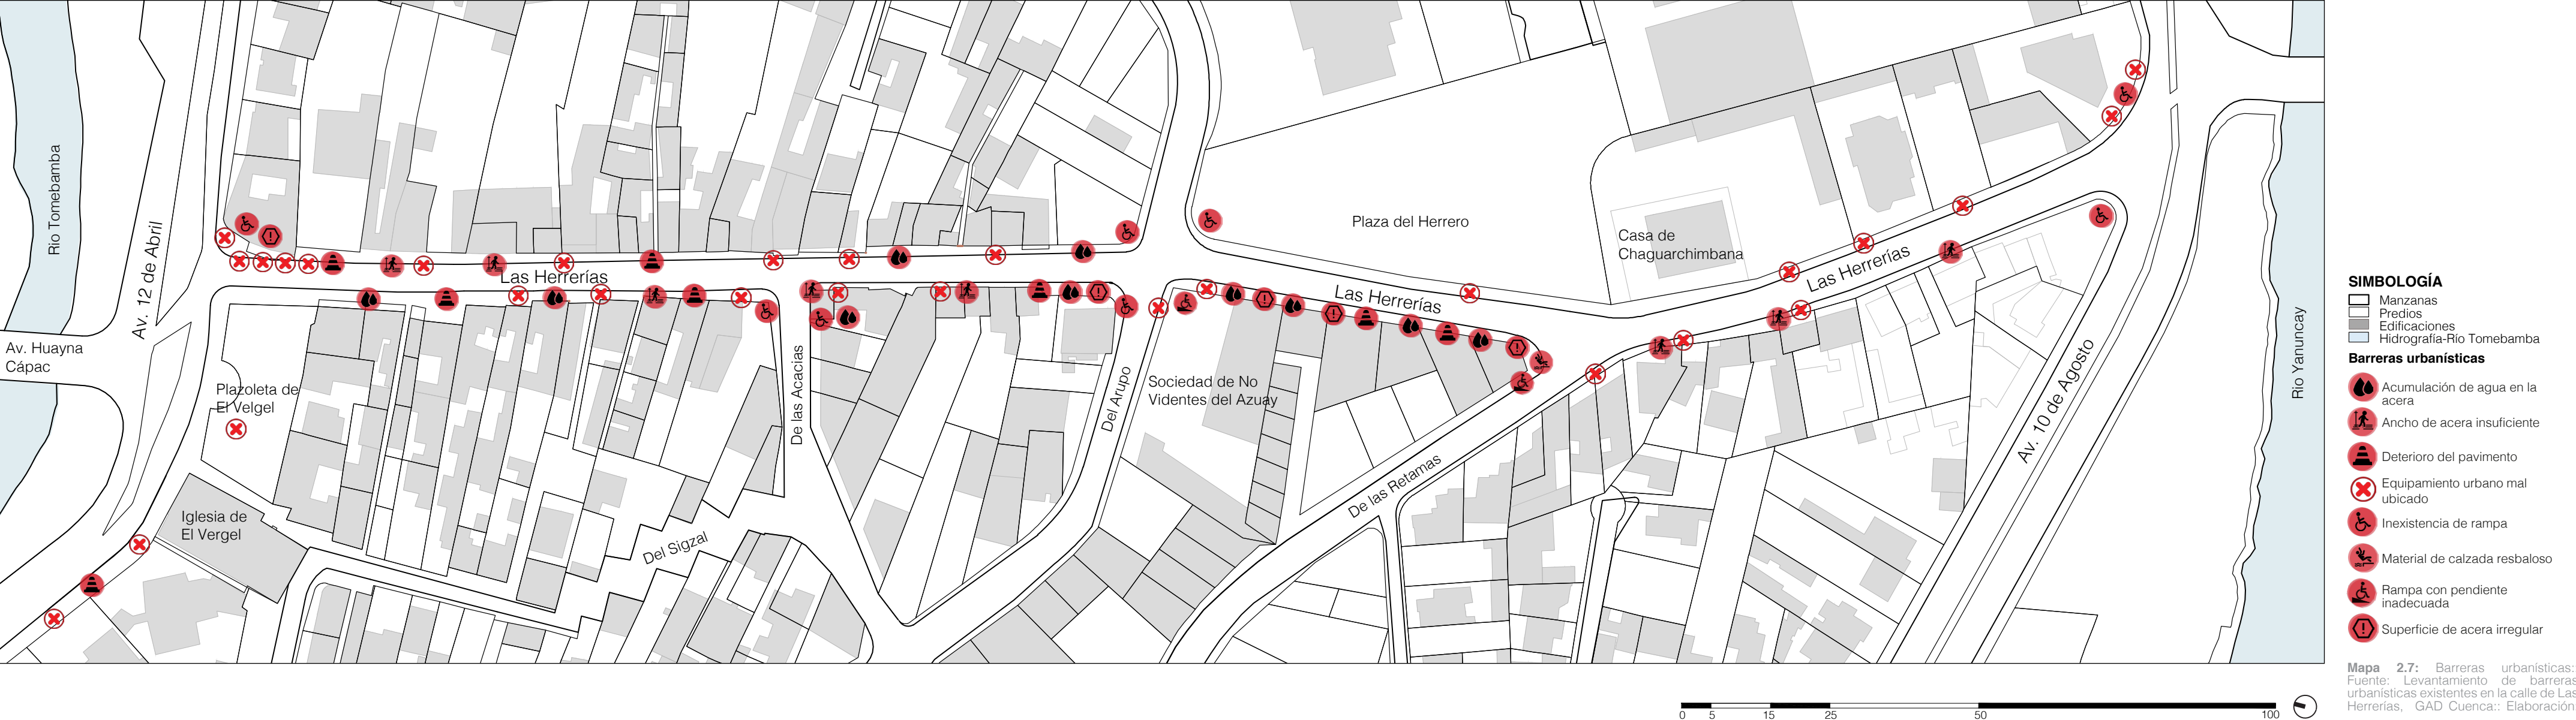 Río Tomebamba
Av. 12 de Abril
Av. Huayna
Cápac
Plazoleta de
El Velgel
Iglesia de
El Vergel
Las Herrerías
Del Sigzal
De las Acacias
Del Arupo
Sociedad de No
Videntes del Azuay
Las Herrerías
Plaza del Herrero
De las Retamas
Casa de
Chaguarchimbana
Las Herrerías
Av. 10 de Agosto
Rio Yanuncay
SIMBOLOGÍA
Manzanas
Predios
Edificaciones
Hidrografía-Río Tomebamba
Barreras urbanísticas
Acumulación de agua en la
acera
Ancho de acera insuficiente
Deterioro del pavimento
Equipamiento urbano mal
ubicado
Inexistencia de rampa
Material de calzada resbaloso
Rampa con pendiente
inadecuada
Superficie de acera irregular
Mapa 2.7: Barreras urbanísticas:
Fuente: Levantamiento de barreras
urbanísticas existentes en la calle de Las
Herrerías, GAD Cuenca:: Elaboración
0 5 15 25 50 100